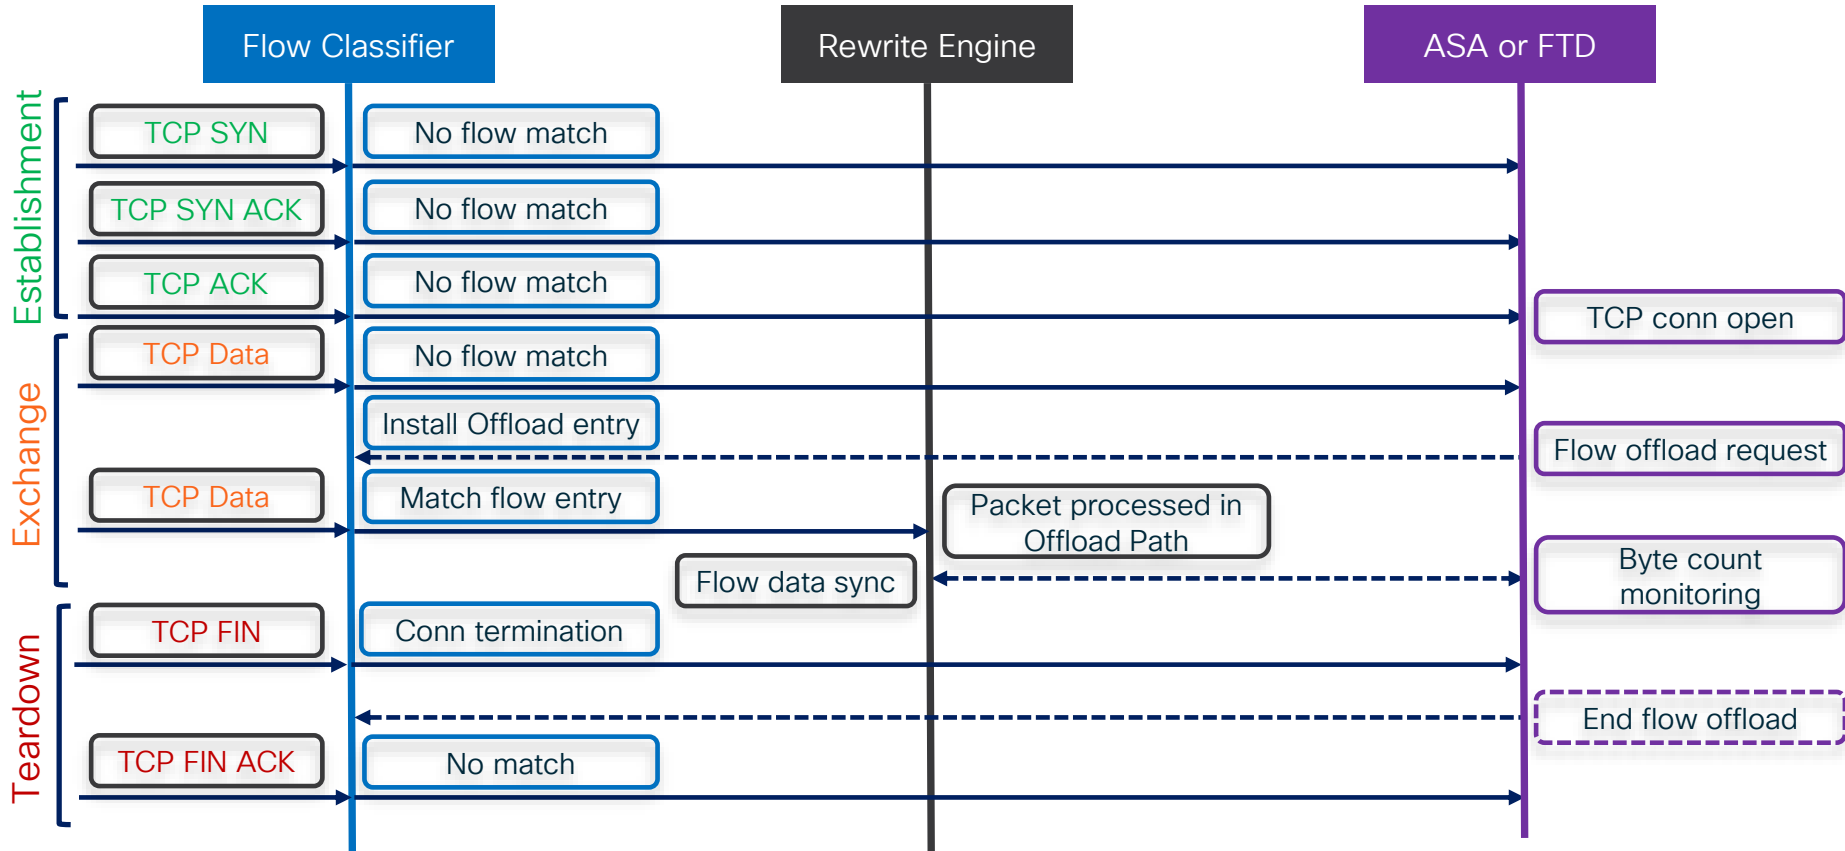 Flow Classifier
Rewrite Engine
ASA or FTD
Establishment
TCP SYN
No flow match
TCP SYN ACK
No flow match
TCP ACK
No flow match
TCP conn open
Exchange
TCP Data
No flow match
Install Offload entry
Flow offload request
TCP Data
Match flow entry
Packet processed in
Offload Path
Flow data sync
Byte count
monitoring
Teardown
TCP FIN
Conn termination
End flow offload
TCP FIN ACK
No match